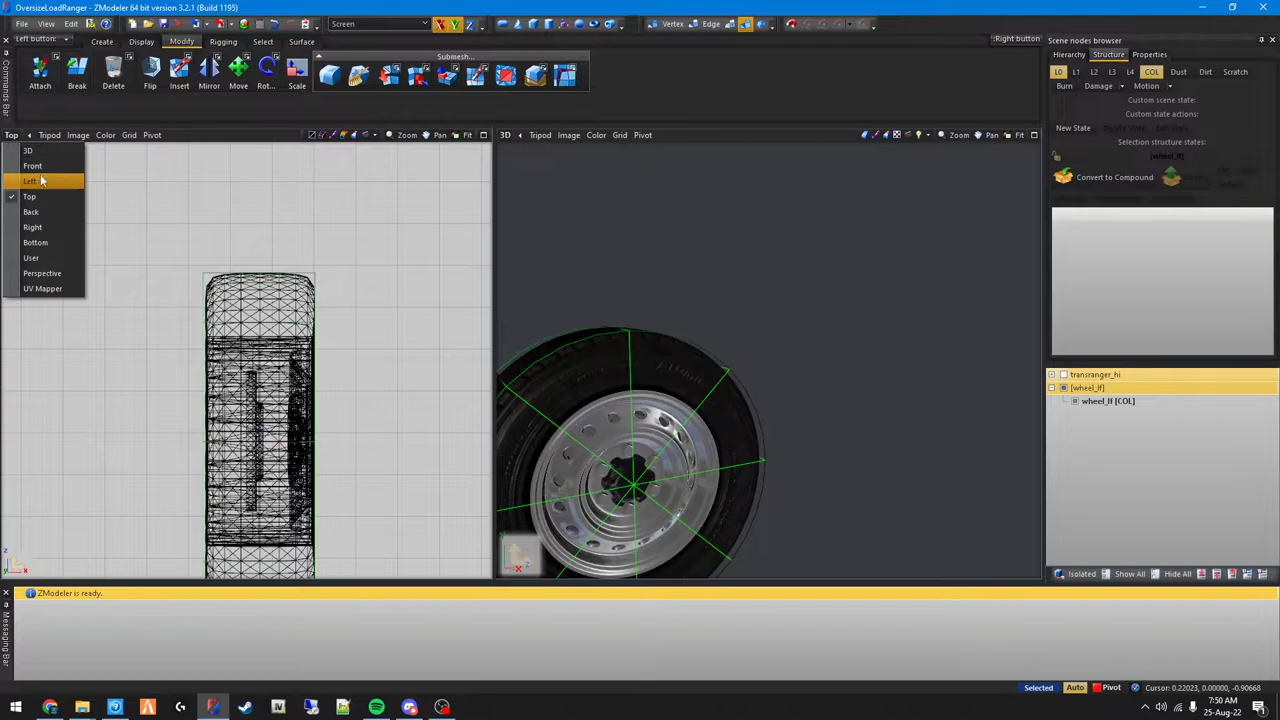 OversizeLoadRanger - ZModeler 64 bit version 3.2.1 (Build 1195)
File View Edit ? Screen X Y Z Vertex Edge
Left button: Create Display Modify Rigging Select Surface :Right button
Commands Bar
Attach Break Delete Flip Insert Mirror Move Rot... Scale
Submesh...
Top Tripod Image Color Grid Pivot Zoom Pan Fit
3D Tripod Image Color Grid Pivot Zoom Pan Fit
3D
Front
Left
Top
Back
Right
Bottom
User
Perspective
UV Mapper
Scene nodes browser
Hierarchy Structure Properties
L0 L1 L2 L3 L4 COL Dust Dirt Scratch
Burn Damage Motion
Custom scene state:
Custom state actions:
New State
Selection structure states:
[wheel_lf]
Convert to Compound
transranger_hi
[wheel_lf]
wheel_lf [COL]
Isolated Show All Hide All
ZModeler is ready.
Messaging Bar
Selected Auto Pivot Cursor: 0.22023, 0.00000, -0.90668
7:50 AM
25-Aug-22